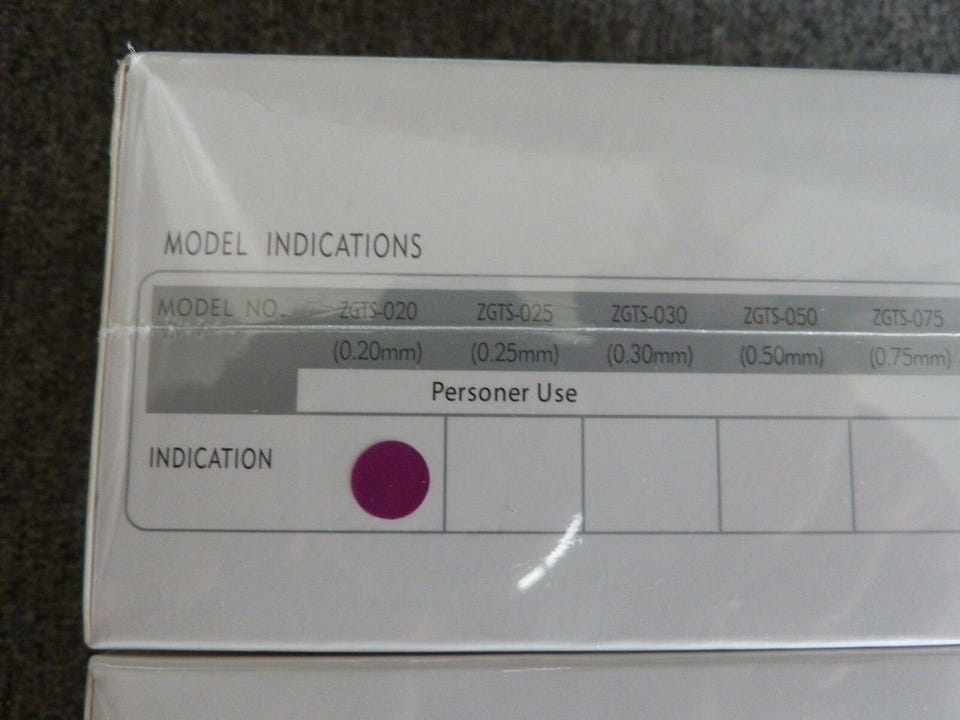 MODEL INDICATIONS
MODEL NO. ZGTS-020 ZGTS-025 ZGTS-030 ZGTS-050 ZGTS-075
(0.20mm) (0.25mm) (0.30mm) (0.50mm) (0.75mm)
Personer Use
INDICATION